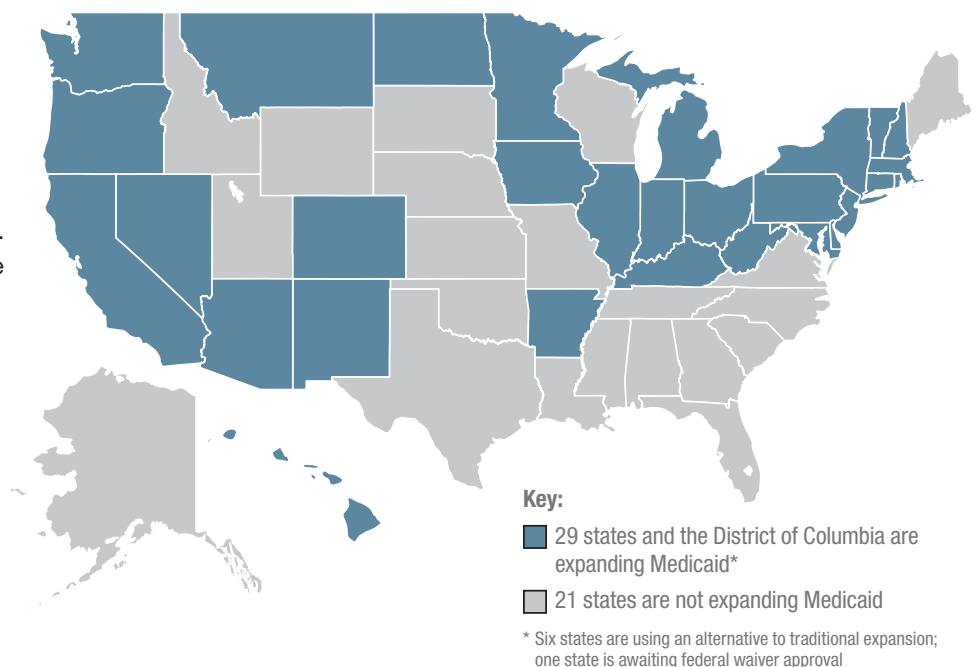 .
e
Key:
29 states and the District of Columbia are
expanding Medicaid*
21 states are not expanding Medicaid
* Six states are using an alternative to traditional expansion;
one state is awaiting federal waiver approval